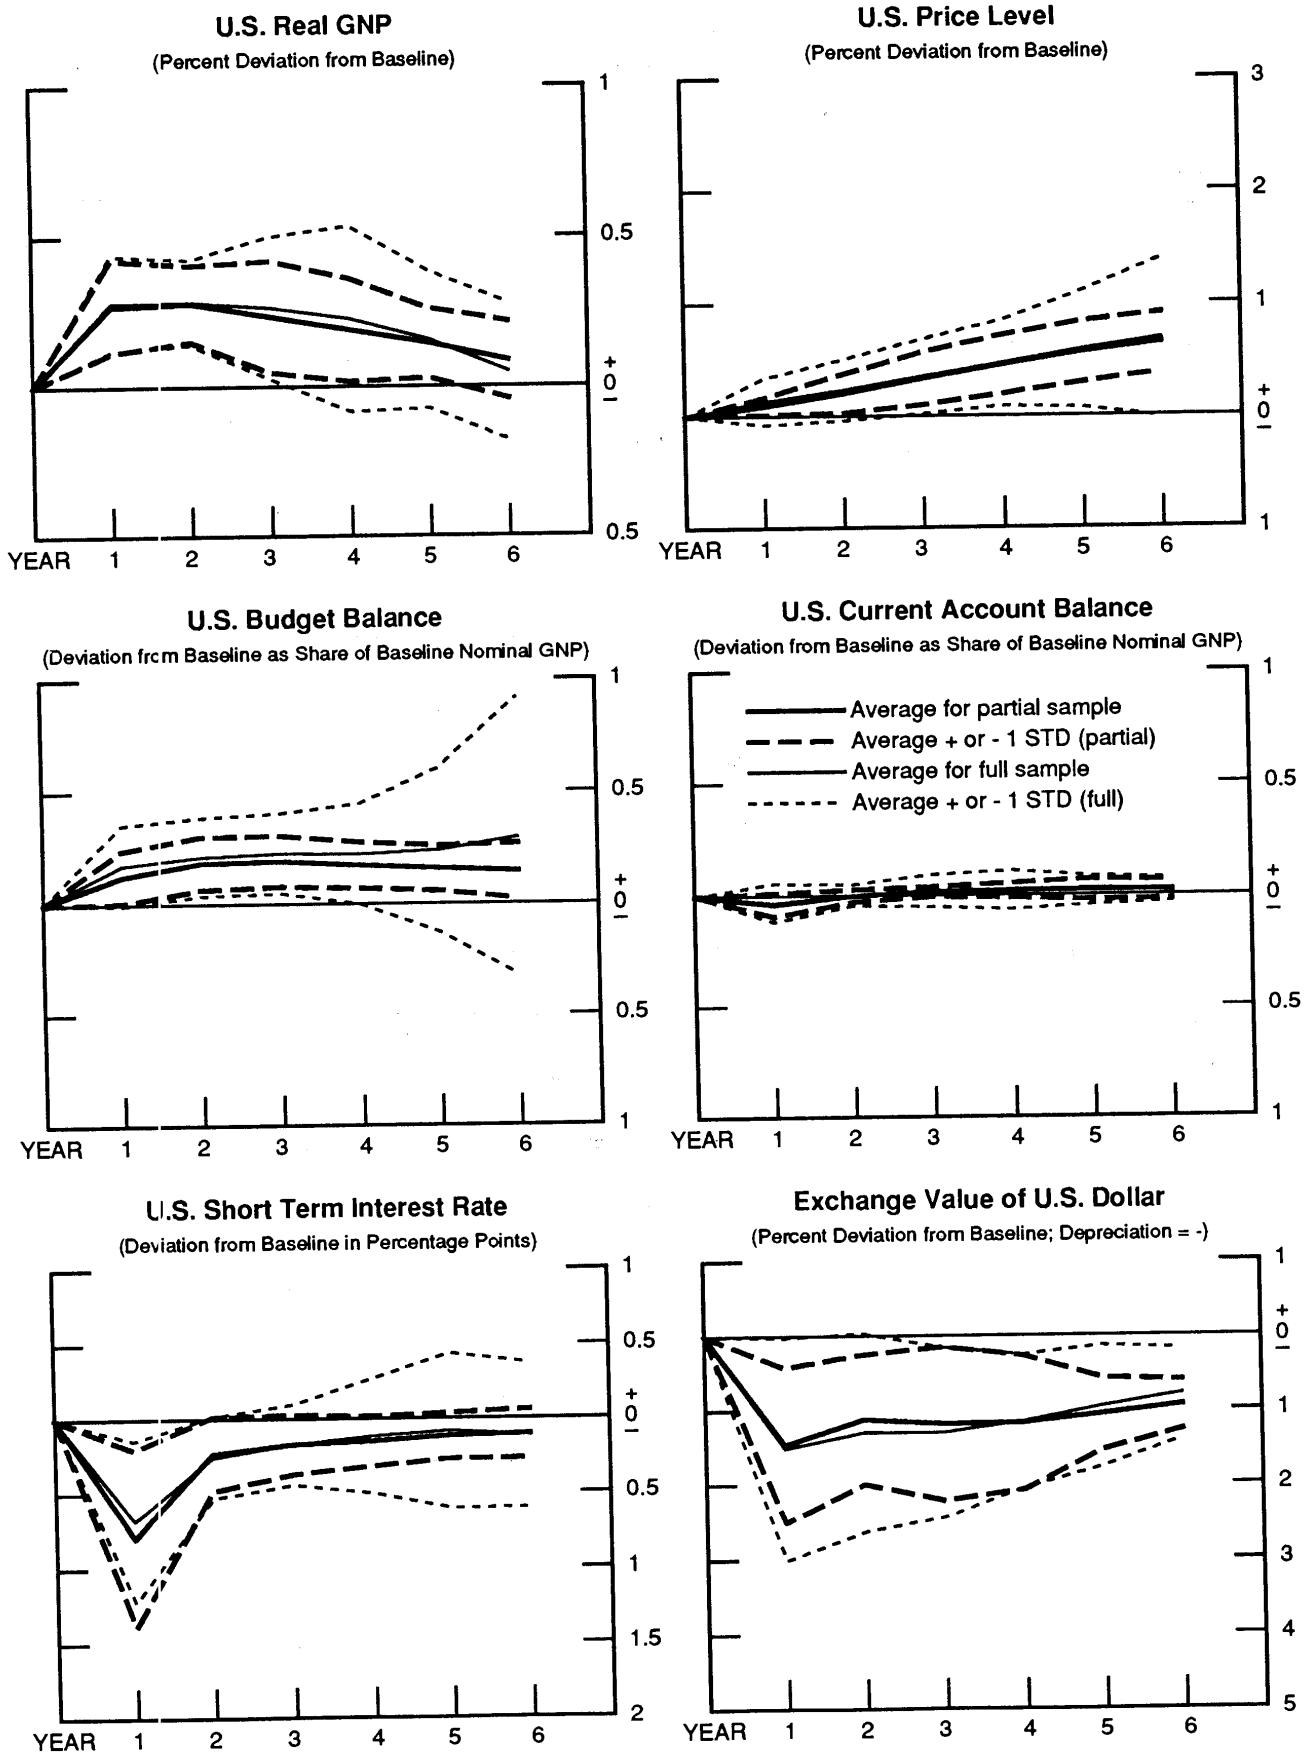 U.S. Real GNP
(Percent Deviation from Baseline)
1
0.5
+
0
−
0.5
YEAR 1 2 3 4 5 6
U.S. Price Level
(Percent Deviation from Baseline)
3
2
1
+
0
−
1
YEAR 1 2 3 4 5 6
U.S. Budget Balance
(Deviation from Baseline as Share of Baseline Nominal GNP)
1
0.5
+
0
−
0.5
1
YEAR 1 2 3 4 5 6
U.S. Current Account Balance
(Deviation from Baseline as Share of Baseline Nominal GNP)
Average for partial sample
Average + or - 1 STD (partial)
Average for full sample
Average + or - 1 STD (full)
1
0.5
+
0
−
0.5
1
YEAR 1 2 3 4 5 6
U.S. Short Term Interest Rate
(Deviation from Baseline in Percentage Points)
1
0.5
+
0
−
0.5
1
1.5
2
YEAR 1 2 3 4 5 6
Exchange Value of U.S. Dollar
(Percent Deviation from Baseline; Depreciation = -)
1
+
0
−
1
2
3
4
5
YEAR 1 2 3 4 5 6